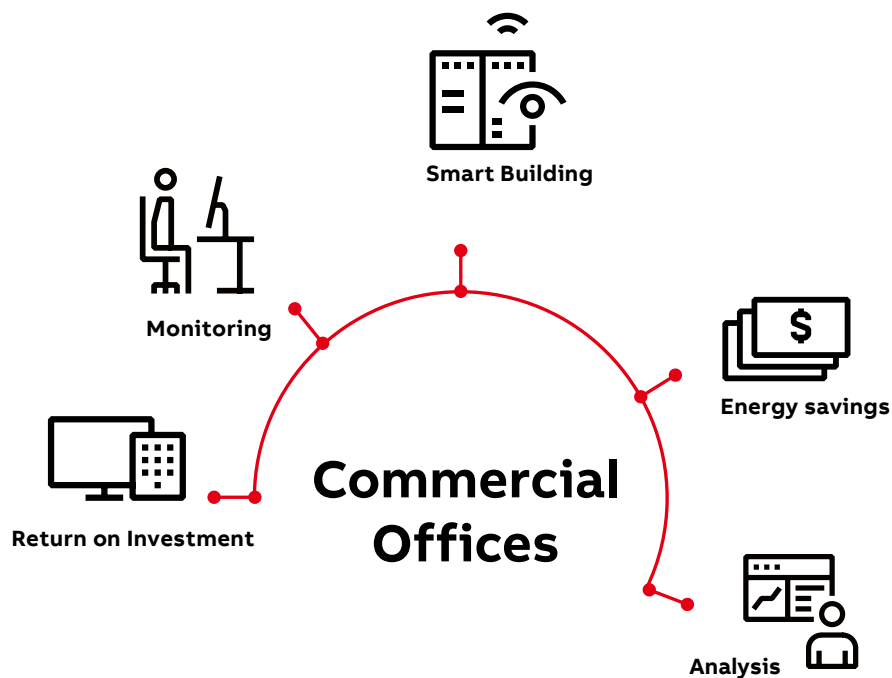 Smart Building
Monitoring
$
Energy savings
Commercial
Offices
Return on Investment
Analysis